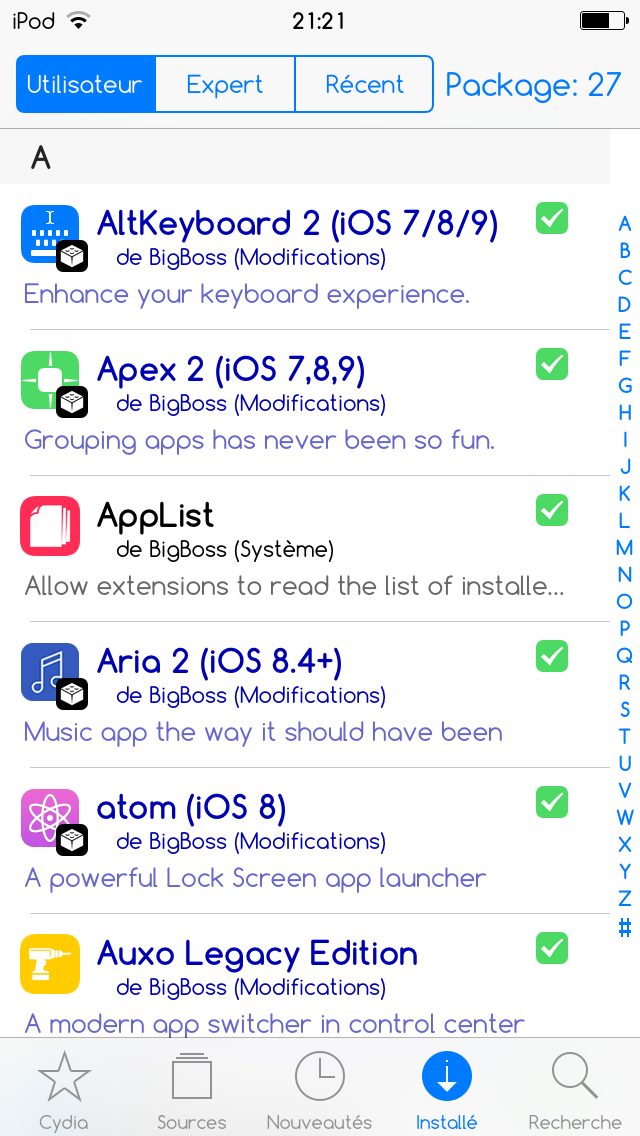 iPod 21:21
Utilisateur Expert Récent Package: 27
A
AltKeyboard 2 (iOS 7/8/9)
de BigBoss (Modifications)
Enhance your keyboard experience.
Apex 2 (iOS 7,8,9)
de BigBoss (Modifications)
Grouping apps has never been so fun.
AppList
de BigBoss (Système)
Allow extensions to read the list of installe...
Aria 2 (iOS 8.4+)
de BigBoss (Modifications)
Music app the way it should have been
atom (iOS 8)
de BigBoss (Modifications)
A powerful Lock Screen app launcher
Auxo Legacy Edition
de BigBoss (Modifications)
A modern app switcher in control center
A
B
C
D
E
F
G
H
I
J
K
L
M
N
O
P
Q
R
S
T
U
V
W
X
Y
Z
#
Cydia Sources Nouveautés Installé Recherche